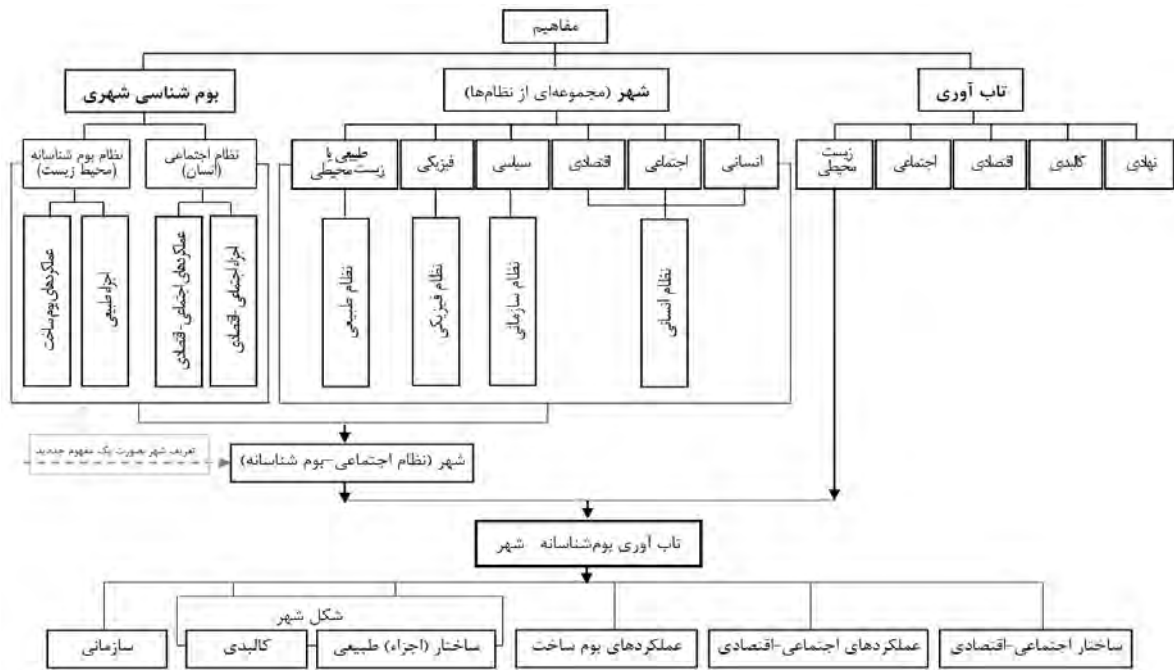 مفاهیم
تاب آوری
شهر (مجموعه‌ای از نظام‌ها)
بوم شناسی شهری
نهادی
کالبدی
اقتصادی
اجتماعی
زیست
محیطی
انسانی
اجتماعی
اقتصادی
سیاسی
فیزیکی
طبیعی یا
زیست محیطی
نظام اجتماعی
(انسان)
نظام بوم شناسانه
(محیط زیست)
نظام انسانی
نظام سازمانی
نظام فیزیکی
نظام طبیعی
اجزاء اجتماعی-اقتصادی
عملکردهای اجتماعی-اقتصادی
اجزاء طبیعی
عملکردهای بوم ساخت
تعریف شهر بصورت یک مفهوم جدید
شهر (نظام اجتماعی-بوم شناسانه)
تاب آوری بوم‌شناسانه شهر
شکل شهر
ساختار اجتماعی-اقتصادی
عملکردهای اجتماعی-اقتصادی
عملکردهای بوم ساخت
ساختار (اجزاء) طبیعی
کالبدی
سازمانی